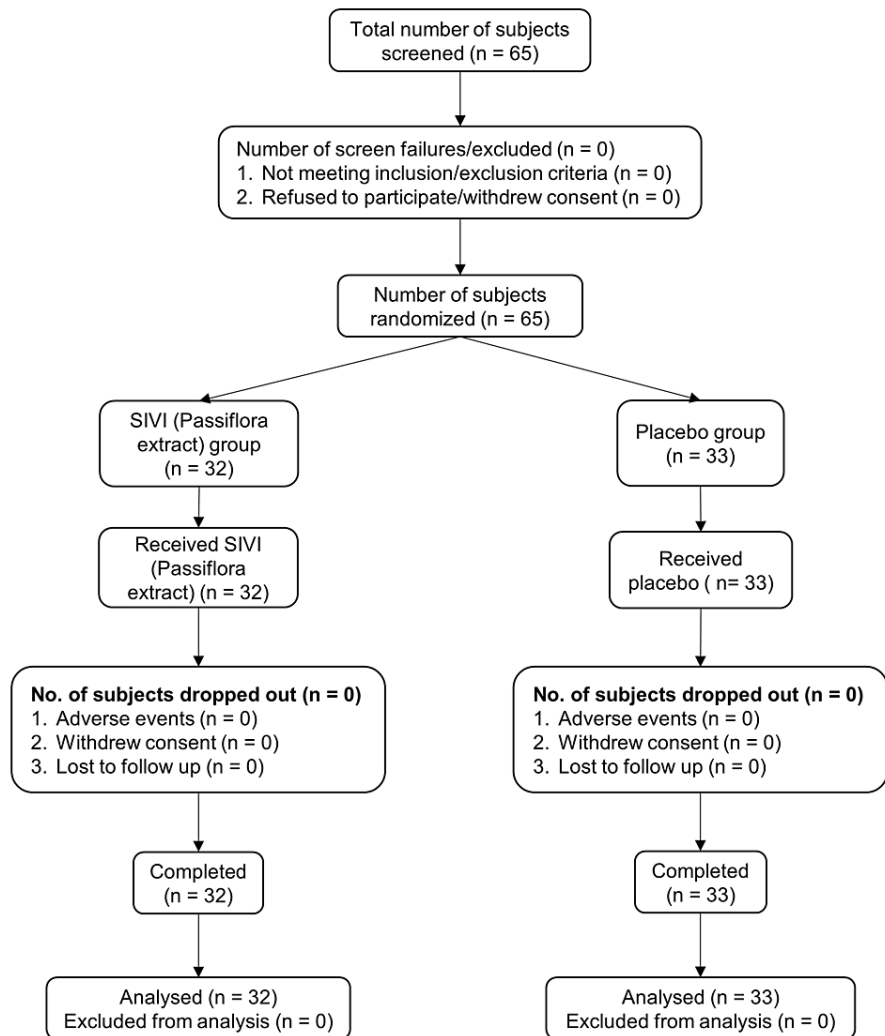 Total number of subjects
screened (n = 65)
Number of screen failures/excluded (n = 0)
1. Not meeting inclusion/exclusion criteria (n = 0)
2. Refused to participate/withdrew consent (n = 0)
Number of subjects
randomized (n = 65)
SIVI (Passiflora
extract) group
(n = 32)
Placebo group
(n = 33)
Received SIVI
(Passiflora
extract) (n = 32)
Received
placebo ( n= 33)
No. of subjects dropped out (n = 0)
1. Adverse events (n = 0)
2. Withdrew consent (n = 0)
3. Lost to follow up (n = 0)
No. of subjects dropped out (n = 0)
1. Adverse events (n = 0)
2. Withdrew consent (n = 0)
3. Lost to follow up (n = 0)
Completed
(n = 32)
Completed
(n = 33)
Analysed (n = 32)
Excluded from analysis (n = 0)
Analysed (n = 33)
Excluded from analysis (n = 0)